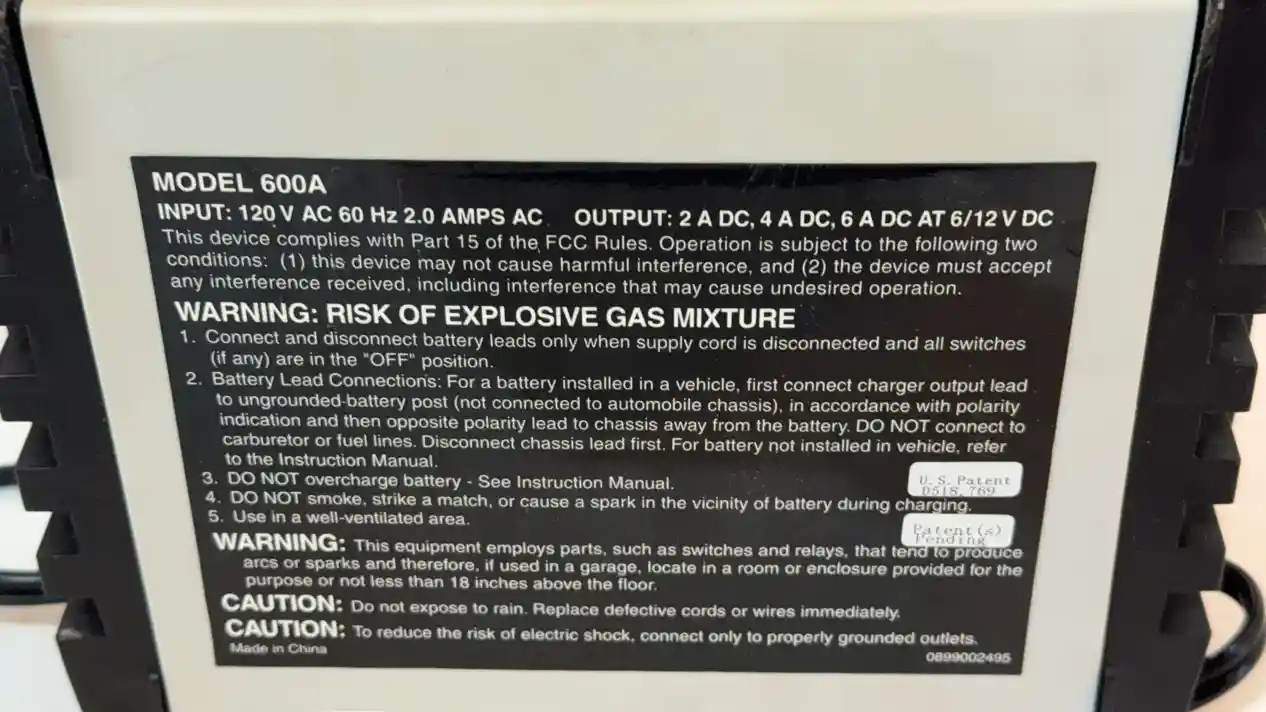 MODEL 600A
INPUT: 120 V AC 60 Hz 2.0 AMPS AC OUTPUT: 2 A DC, 4 A DC, 6 A DC AT 6/12 V DC
This device complies with Part 15 of the FCC Rules. Operation is subject to the following two
conditions: (1) this device may not cause harmful interference, and (2) the device must accept
any interference received, including interference that may cause undesired operation.
WARNING: RISK OF EXPLOSIVE GAS MIXTURE
1. Connect and disconnect battery leads only when supply cord is disconnected and all switches
(if any) are in the "OFF" position.
2. Battery Lead Connections: For a battery installed in a vehicle, first connect charger output lead
to ungrounded-battery post (not connected to automobile chassis), in accordance with polarity
indication and then opposite polarity lead to chassis away from the battery. DO NOT connect to
carburetor or fuel lines. Disconnect chassis lead first. For battery not installed in vehicle, refer
to the Instruction Manual.
3. DO NOT overcharge battery - See Instruction Manual.
U.S. Patent
D518,769
4. DO NOT smoke, strike a match, or cause a spark in the vicinity of battery during charging.
5. Use in a well-ventilated area.
Patent(s)
Pending
WARNING: This equipment employs parts, such as switches and relays, that tend to produce
arcs or sparks and therefore, if used in a garage, locate in a room or enclosure provided for the
purpose or not less than 18 inches above the floor.
CAUTION: Do not expose to rain. Replace defective cords or wires immediately.
CAUTION: To reduce the risk of electric shock, connect only to properly grounded outlets.
Made in China
0899002495